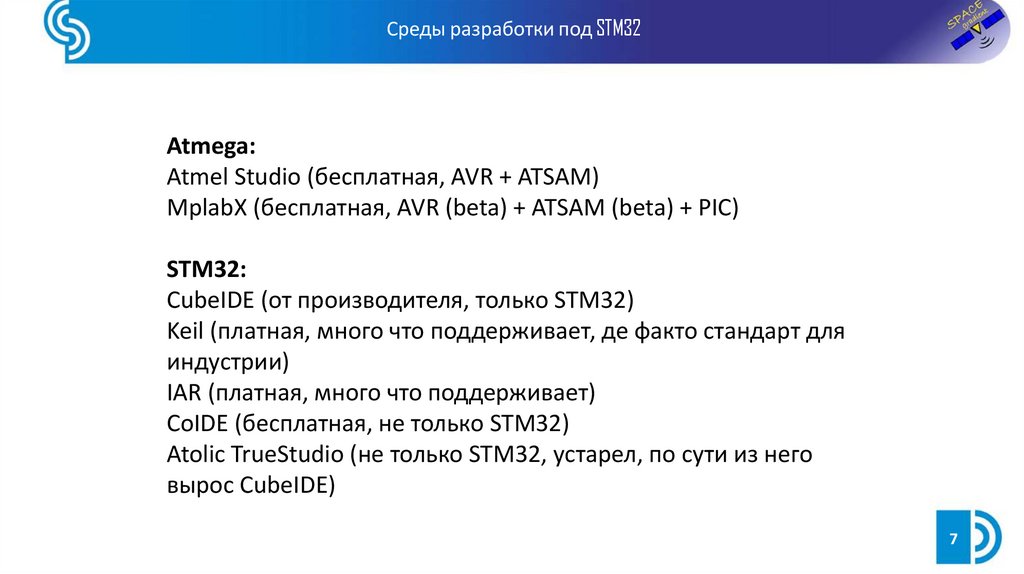 Среды разработки под STM32
SPACE
gradient
Atmega:
Atmel Studio (бесплатная, AVR + ATSAM)
MplabX (бесплатная, AVR (beta) + ATSAM (beta) + PIC)
STM32:
CubeIDE (от производителя, только STM32)
Keil (платная, много что поддерживает, де факто стандарт для
индустрии)
IAR (платная, много что поддерживает)
CoIDE (бесплатная, не только STM32)
Atolic TrueStudio (не только STM32, устарел, по сути из него
вырос CubeIDE)
7